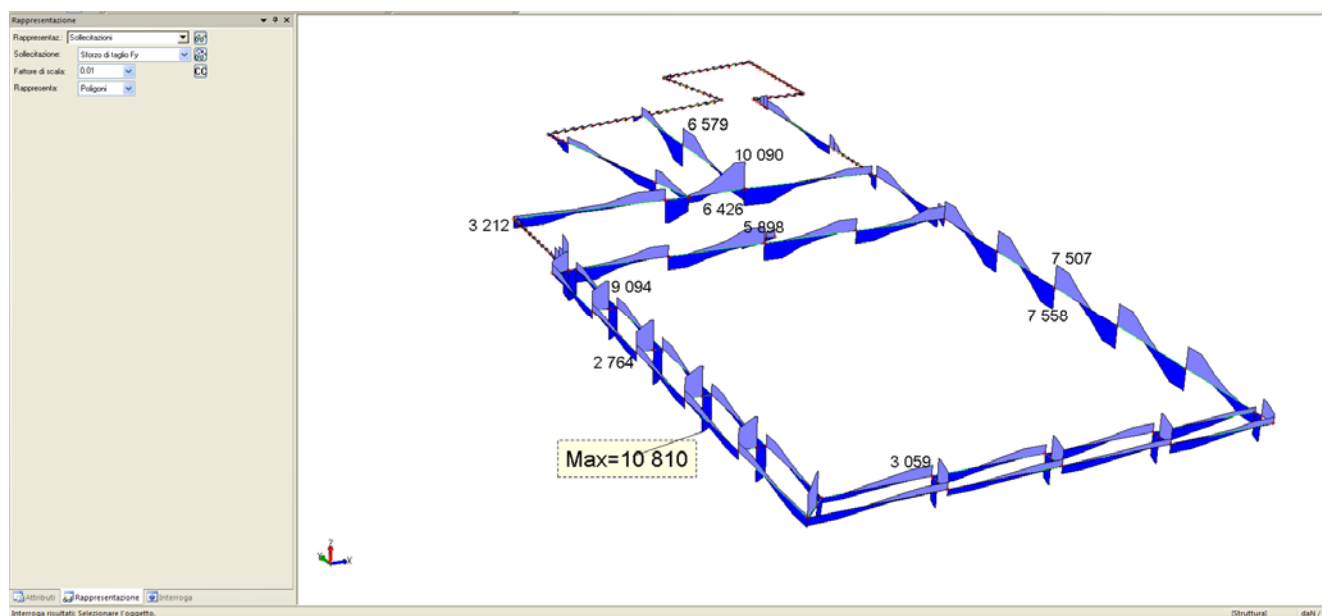 Rappresentazione
Rappresentaz.: Sollecitazioni
Sollecitazione: Sforzo di taglio Fy
Fattore di scala: 0.01
CC
Rappresenta: Poligoni
6 579
10 090
3 212
6 426
5 898
9 094
7 507
7 558
2 764
Max=10 810
3 059
Z
Y
X
Attributi Rappresentazione Interroga
Interroga risultati: Selezionare l'oggetto.
[Struttura] daN /